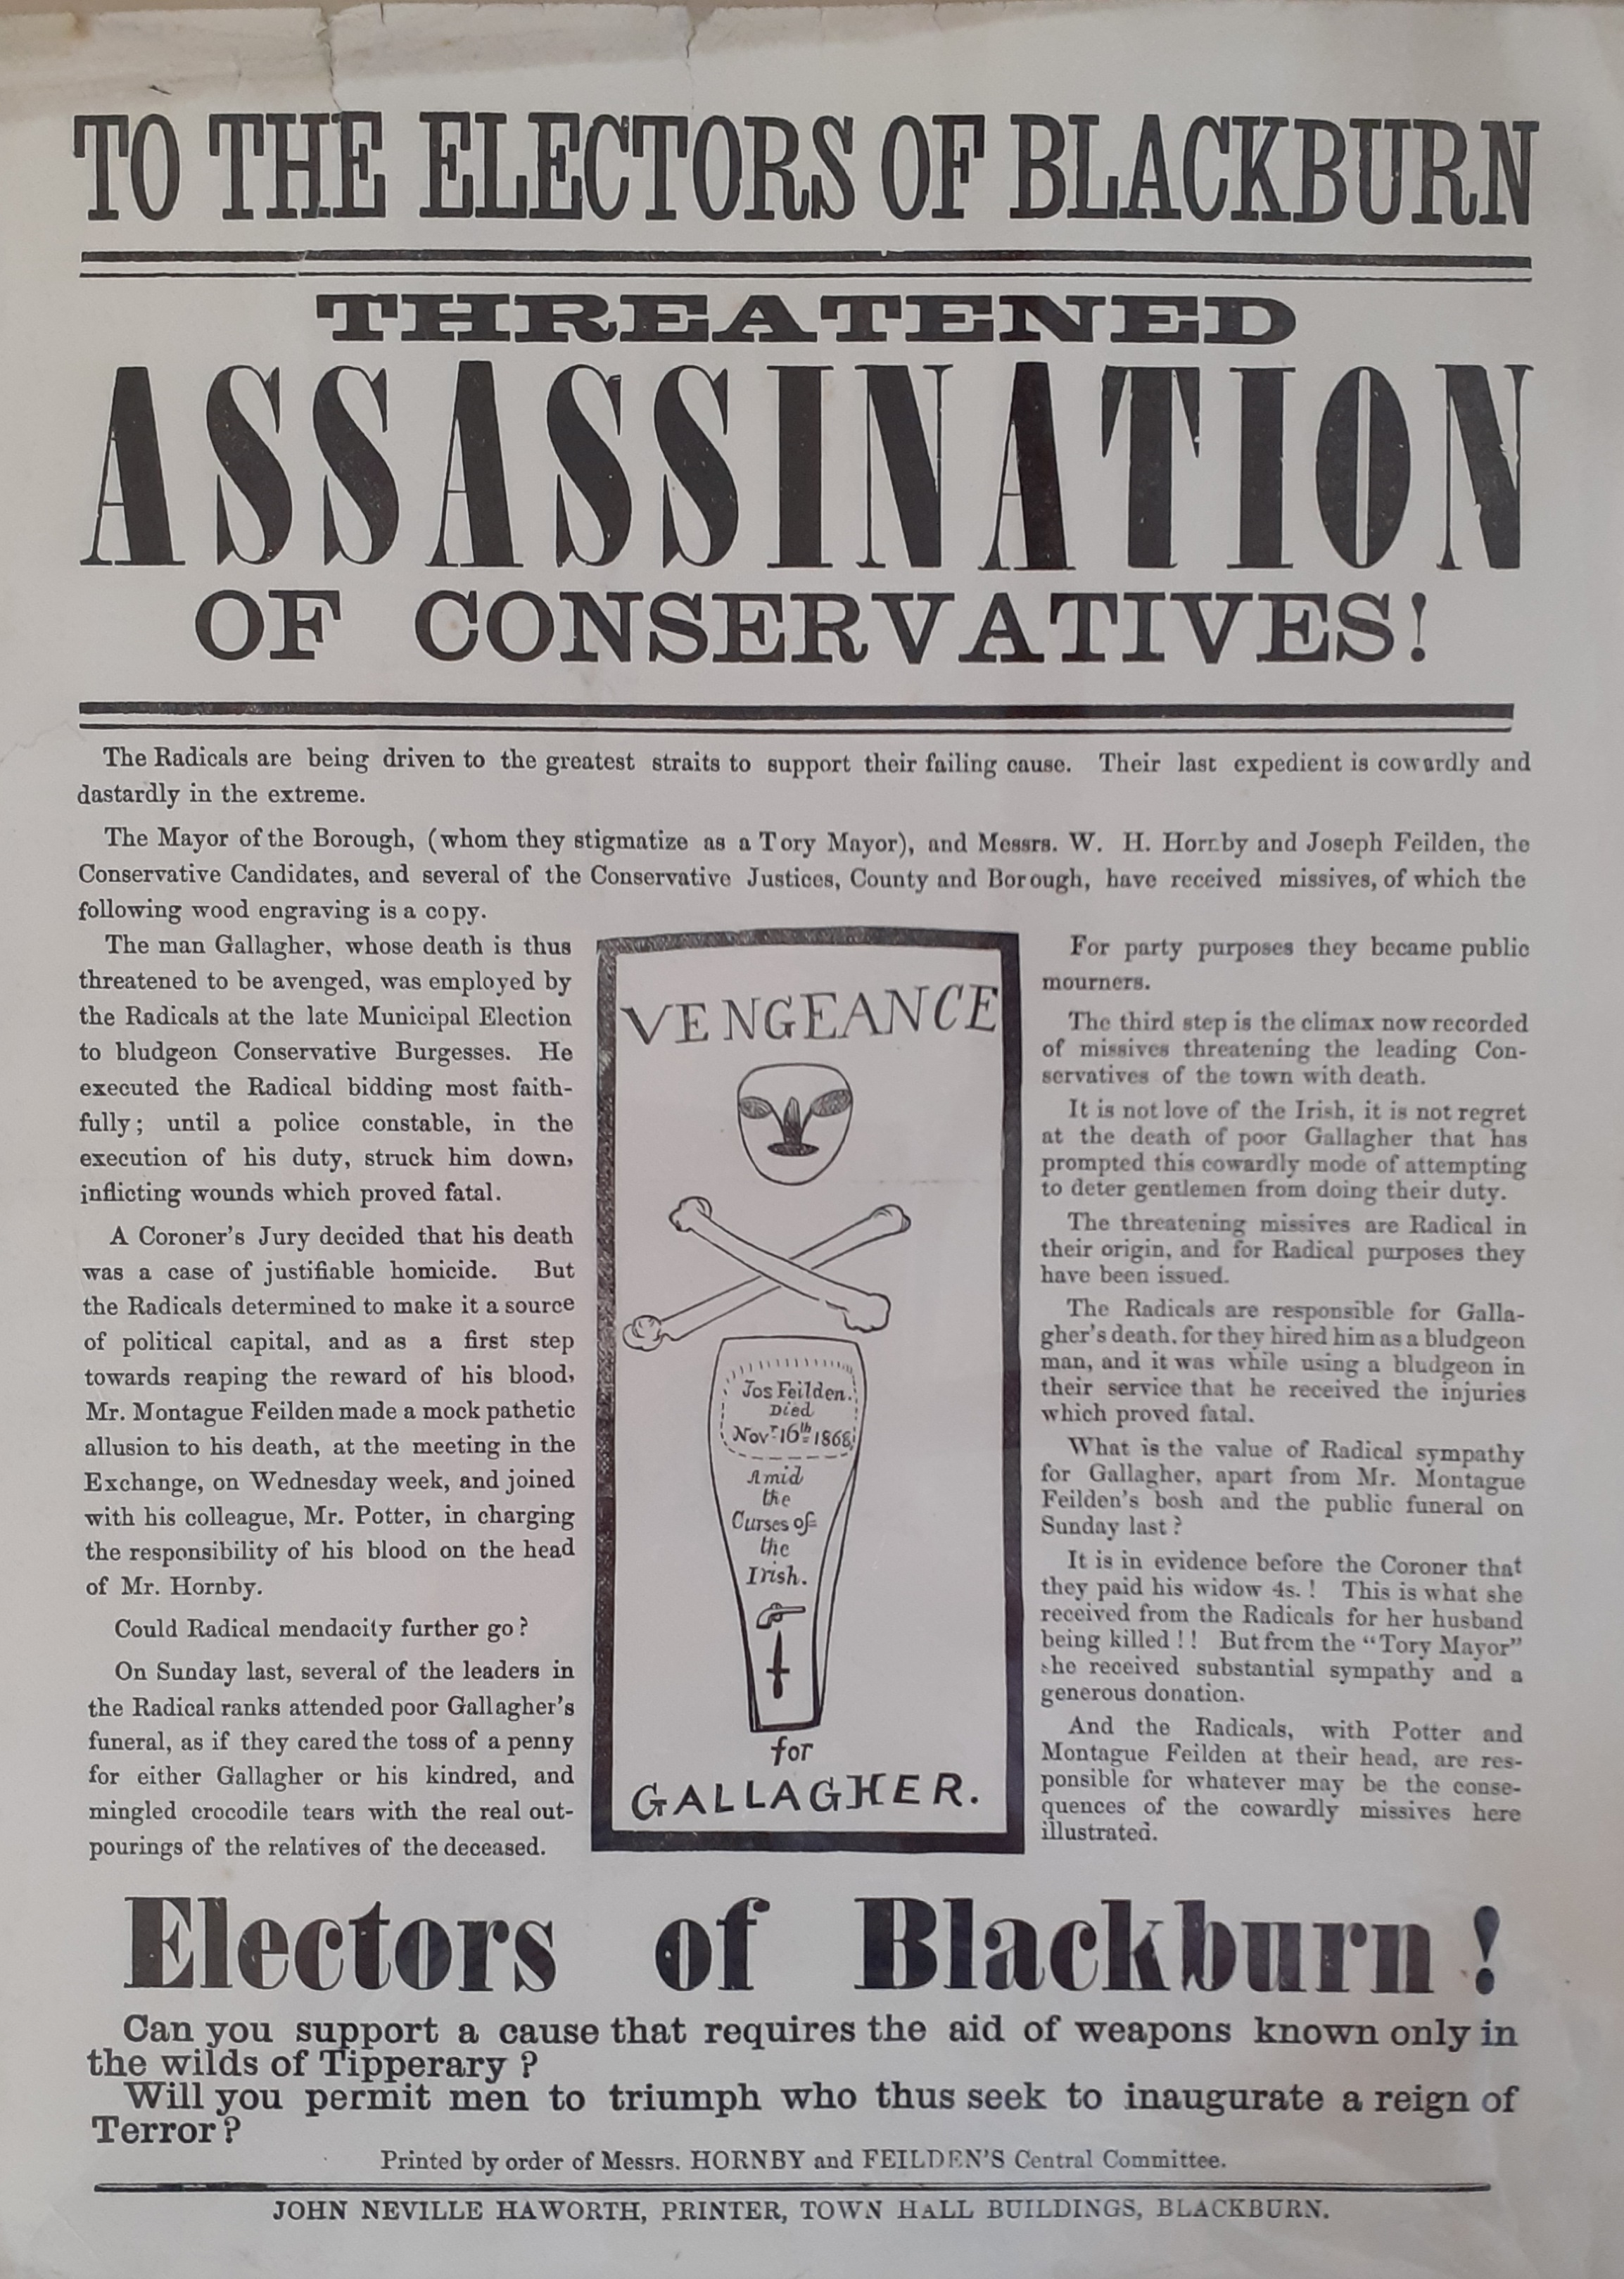 TO THE ELECTORS OF BLACKBURN
THREATENED
ASSASSINATION
OF CONSERVATIVES!
The Radicals are being driven to the greatest straits to support their failing cause. Their last expedient is cowardly and
dastardly in the extreme.
The Mayor of the Borough, (whom they stigmatize as a Tory Mayor), and Messrs. W. H. Hornby and Joseph Feilden, the
Conservative Candidates, and several of the Conservative Justices, County and Borough, have received missives, of which the
following wood engraving is a copy.
The man Gallagher, whose death is thus
threatened to be avenged, was employed by
the Radicals at the late Municipal Election
to bludgeon Conservative Burgesses. He
executed the Radical bidding most faith-
fully; until a police constable, in the
execution of his duty, struck him down,
inflicting wounds which proved fatal.
A Coroner's Jury decided that his death
was a case of justifiable homicide. But
the Radicals determined to make it a source
of political capital, and as a first step
towards reaping the reward of his blood,
Mr. Montague Feilden made a mock pathetic
allusion to his death, at the meeting in the
Exchange, on Wednesday week, and joined
with his colleague, Mr. Potter, in charging
the responsibility of his blood on the head
of Mr. Hornby.
Could Radical mendacity further go?
On Sunday last, several of the leaders in
the Radical ranks attended poor Gallagher's
funeral, as if they cared the toss of a penny
for either Gallagher or his kindred, and
mingled crocodile tears with the real out-
pourings of the relatives of the deceased.
VENGEANCE
Jos Feilden.
Died
Novr 16th 1868
Amid
the
Curses of
the
Irish.
for
GALLAGHER.
For party purposes they became public
mourners.
The third step is the climax now recorded
of missives threatening the leading Con-
servatives of the town with death.
It is not love of the Irish, it is not regret
at the death of poor Gallagher that has
prompted this cowardly mode of attempting
to deter gentlemen from doing their duty.
The threatening missives are Radical in
their origin, and for Radical purposes they
have been issued.
The Radicals are responsible for Galla-
gher's death, for they hired him as a bludgeon
man, and it was while using a bludgeon in
their service that he received the injuries
which proved fatal.
What is the value of Radical sympathy
for Gallagher, apart from Mr. Montague
Feilden's bosh and the public funeral on
Sunday last?
It is in evidence before the Coroner that
they paid his widow 4s.! This is what she
received from the Radicals for her husband
being killed!! But from the "Tory Mayor"
she received substantial sympathy and a
generous donation.
And the Radicals, with Potter and
Montague Feilden at their head, are res-
ponsible for whatever may be the conse-
quences of the cowardly missives here
illustrated.
Electors of Blackburn!
Can you support a cause that requires the aid of weapons known only in
the wilds of Tipperary?
Will you permit men to triumph who thus seek to inaugurate a reign of
Terror?
Printed by order of Messrs. HORNBY and FEILDEN'S Central Committee.
JOHN NEVILLE HAWORTH, PRINTER, TOWN HALL BUILDINGS, BLACKBURN.